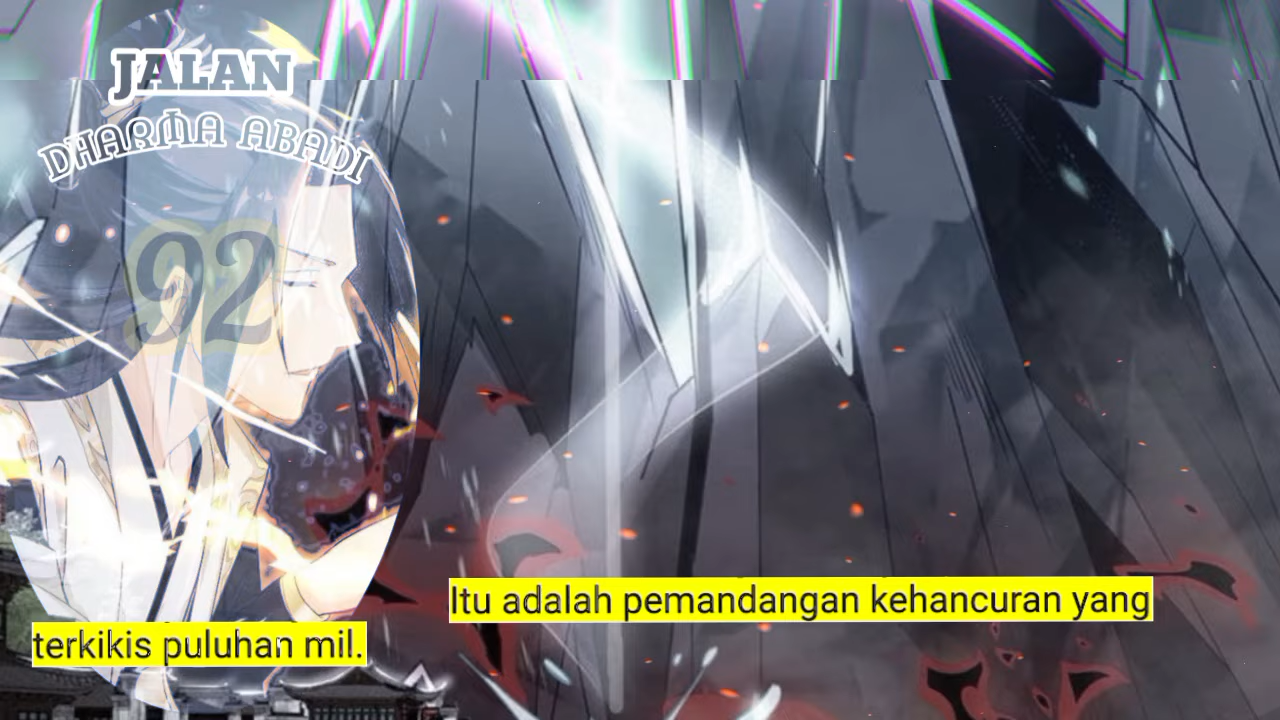 JALAN
DHARMA ABADI
92
Itu adalah pemandangan kehancuran yang
terkikis puluhan mil.